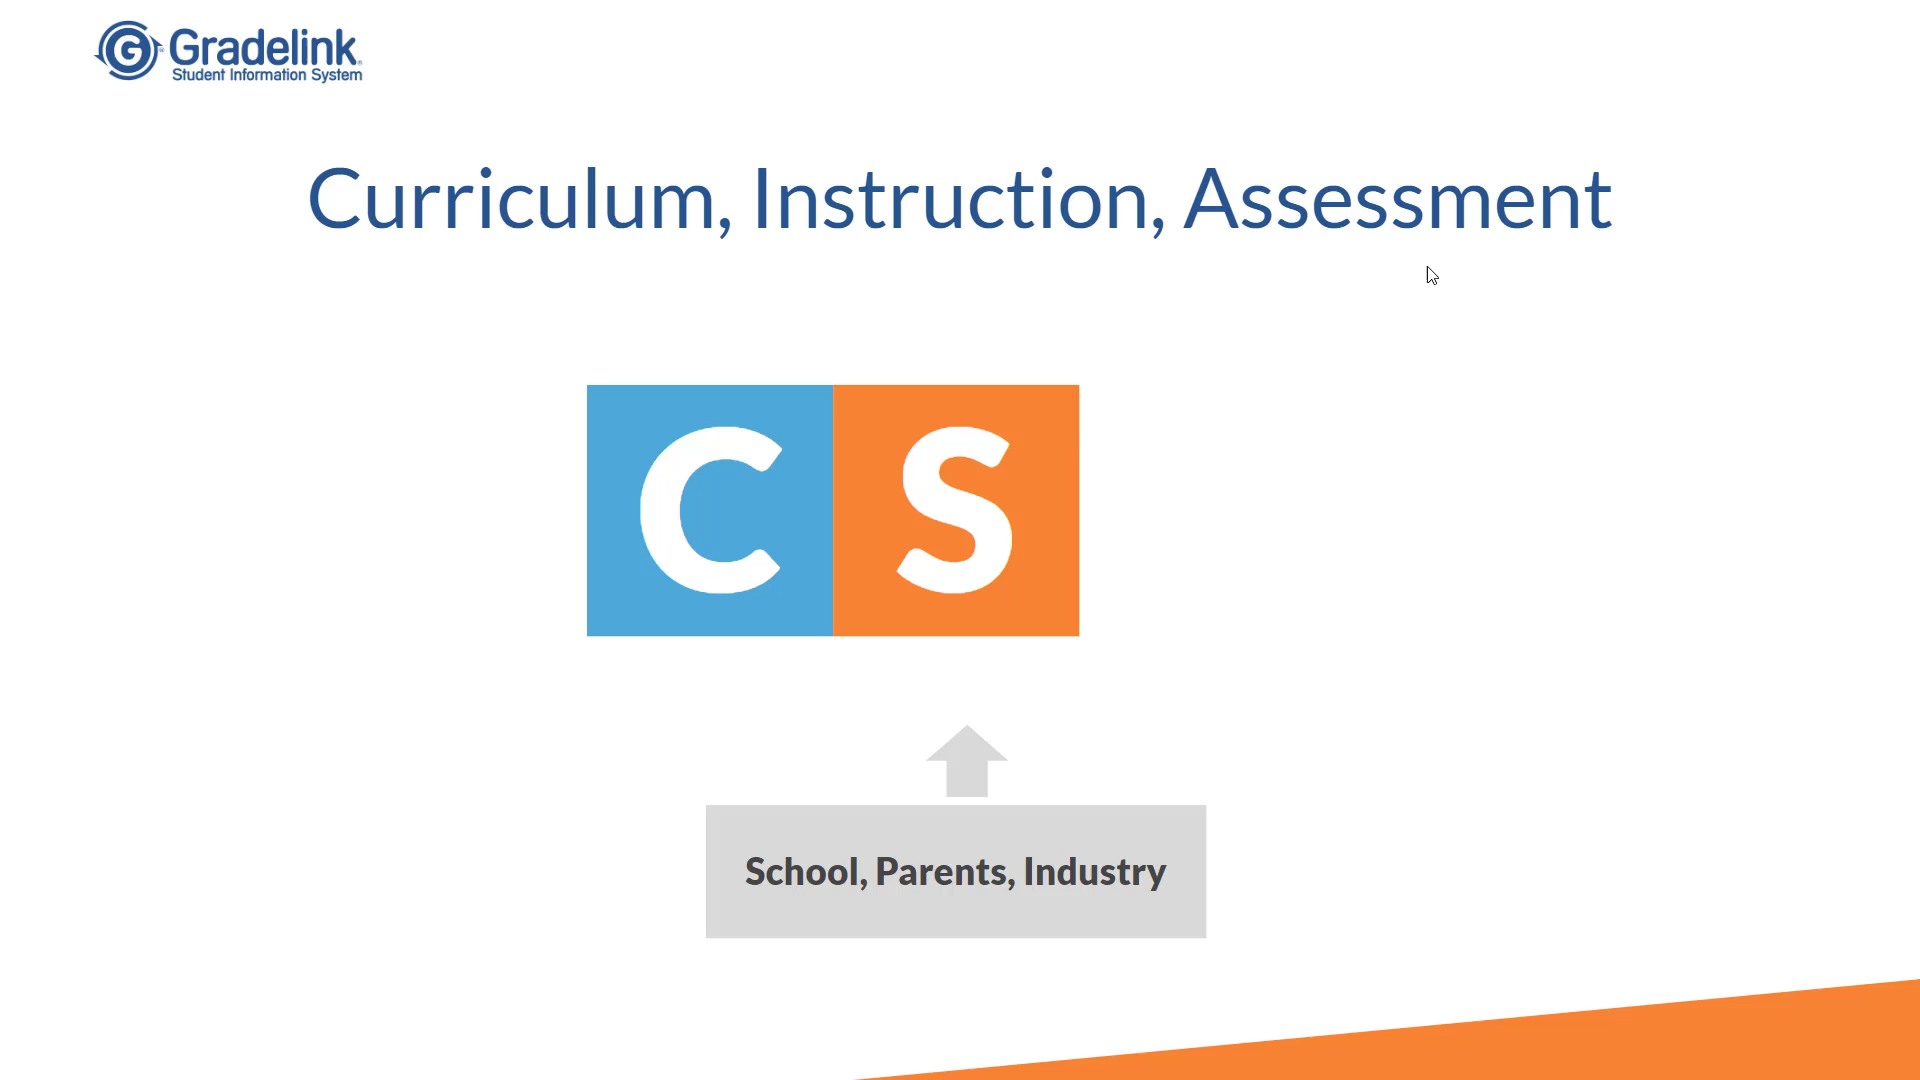 G Gradelink
Student Information System
Curriculum, Instruction, Assessment
C S
School, Parents, Industry